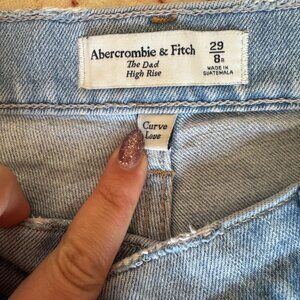 Abercrombie & Fitch
The Dad
High Rise
29
8R
MADE IN
GUATEMALA
Curve
Love